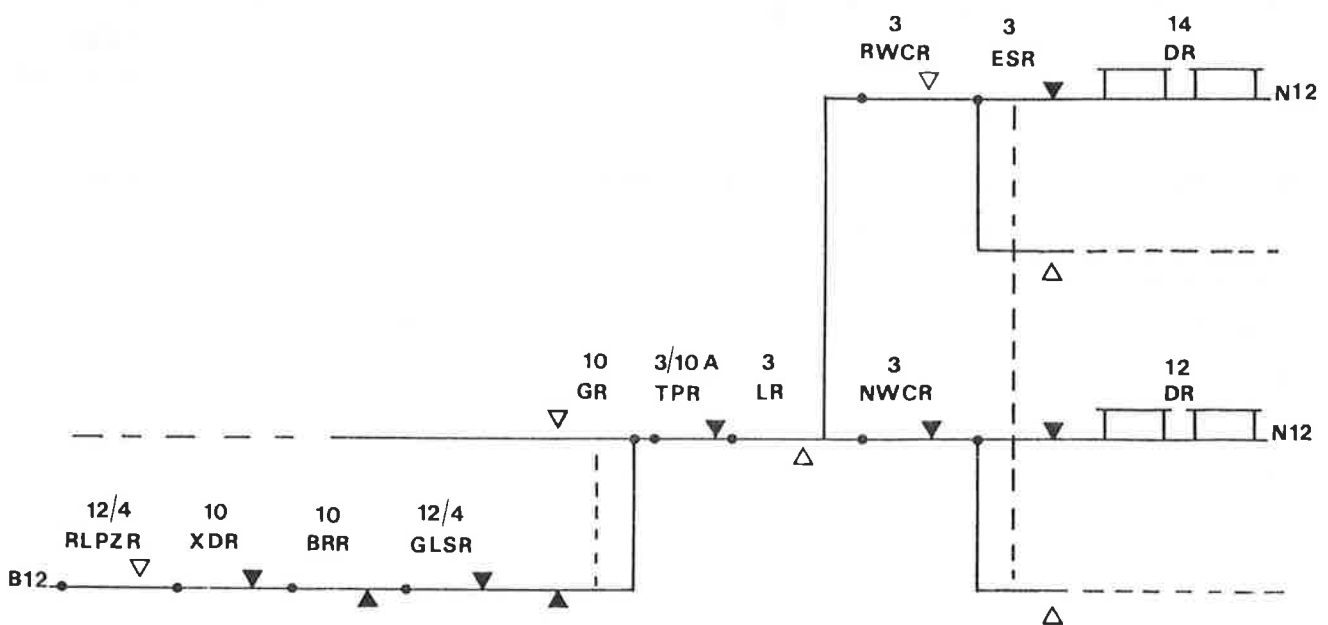 3 3 14
RWCR ESR DR
N12
10 3/10A 3 3 12
GR TPR LR NWCR DR
N12
12/4 10 10 12/4
RLPZR XDR BRR GLSR
B12